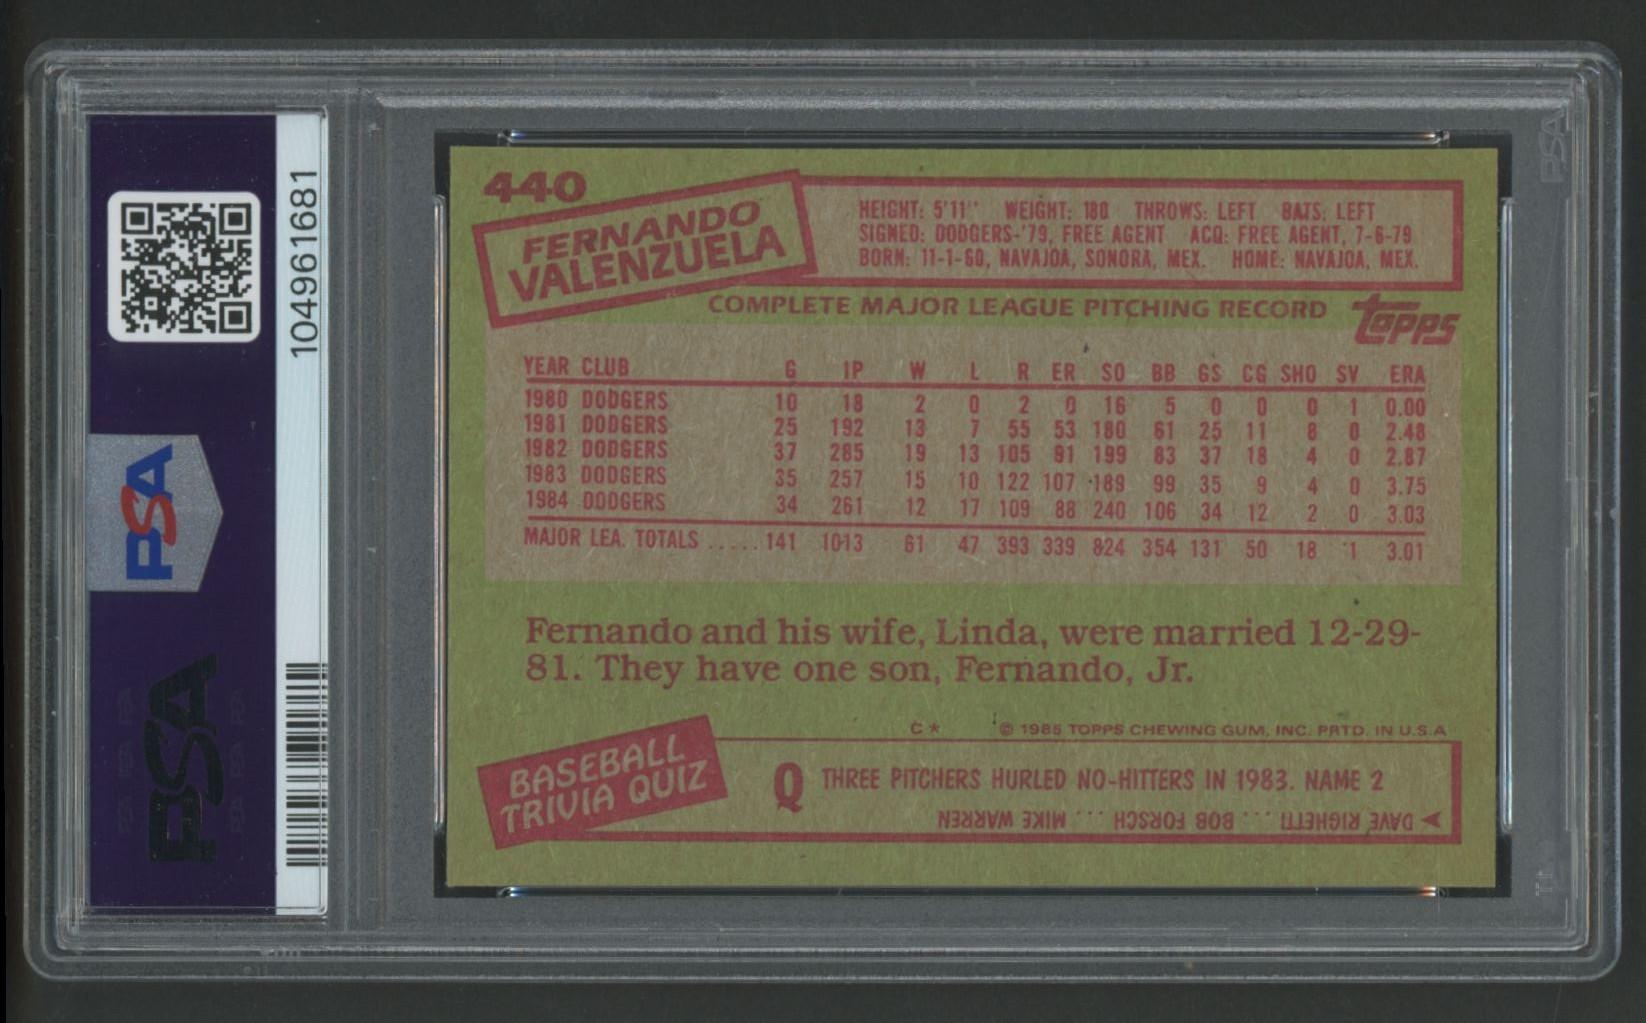 104961681
PSA
PSA
PSA
440
FERNANDO
VALENZUELA
HEIGHT: 5'11" WEIGHT: 180 THROWS: LEFT BATS: LEFT
SIGNED: DODGERS-'79, FREE AGENT ACQ: FREE AGENT, 7-6-79
BORN: 11-1-60, NAVAJOA, SONORA, MEX. HOME: NAVAJOA, MEX.
COMPLETE MAJOR LEAGUE PITCHING RECORD
topps
YEAR CLUB G IP W L R ER SO BB GS CG SHO SV ERA
1980 DODGERS 10 18 2 0 2 0 16 5 0 0 0 1 0.00
1981 DODGERS 25 192 13 7 55 53 180 61 25 11 8 0 2.48
1982 DODGERS 37 285 19 13 105 91 199 83 37 18 4 0 2.87
1983 DODGERS 35 257 15 10 122 107 189 99 35 9 4 0 3.75
1984 DODGERS 34 261 12 17 109 88 240 106 34 12 2 0 3.03
MAJOR LEA. TOTALS ..... 141 1013 61 47 393 339 824 354 131 50 18 1 3.01
Fernando and his wife, Linda, were married 12-29-
81. They have one son, Fernando, Jr.
C* © 1985 TOPPS CHEWING GUM, INC. PRTD. IN U.S.A
BASEBALL
TRIVIA QUIZ
Q THREE PITCHERS HURLED NO-HITTERS IN 1983. NAME 2
DAVE RIGHETTI ... BOB FORSCH ... MIKE WARREN